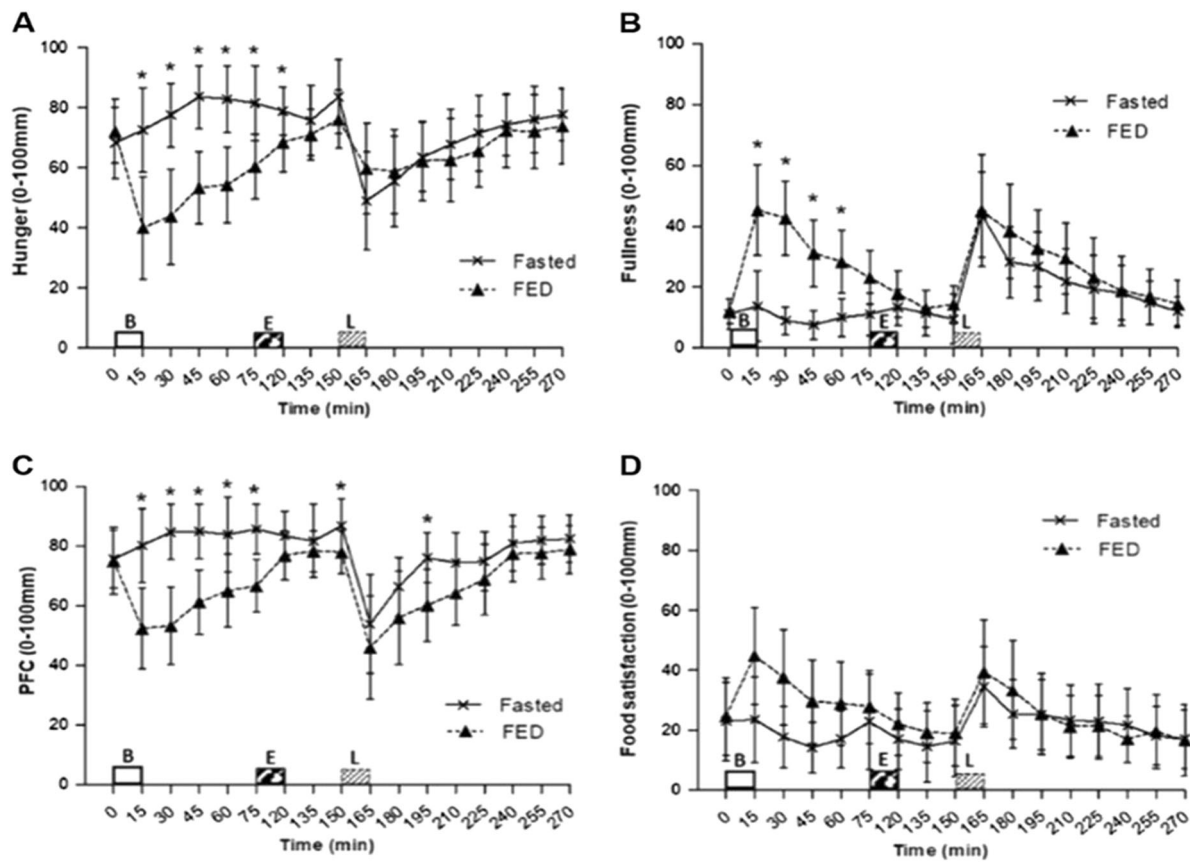 A
Hunger (0-100mm)
100
80
60
40
20
0
* * * * * * 
Fasted
FED
B E L
0 15 30 45 60 75 120 135 150 165 180 195 210 225 240 255 270
Time (min)
B
Fullness (0-100mm)
100
80
60
40
20
0
* * * *
Fasted
FED
B E L
0 15 30 45 60 75 120 135 150 165 180 195 210 225 240 255 270
Time (min)
C
PFC (0-100mm)
100
80
60
40
20
0
* * * * * * *
Fasted
FED
B E L
0 15 30 45 60 75 120 135 150 165 180 195 210 225 240 255 270
Time (min)
D
Food satisfaction (0-100mm)
100
80
60
40
20
0
Fasted
FED
B E L
0 15 30 45 60 75 120 135 150 165 180 195 210 225 240 255 270
Time (min)